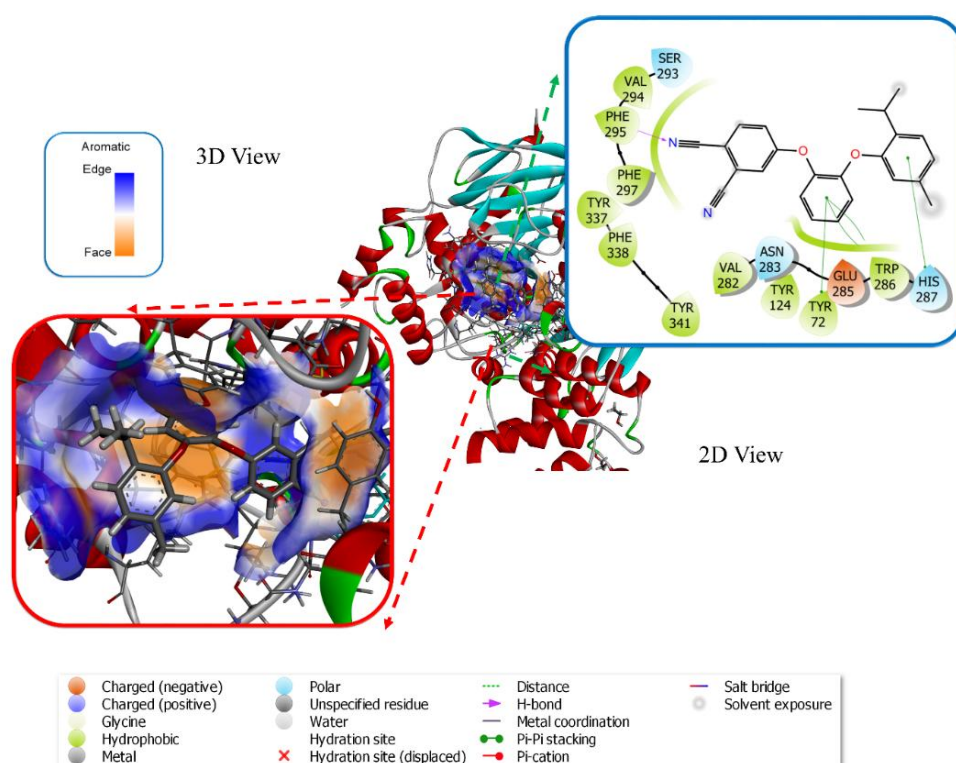 Aromatic
Edge
Face
3D View
SER
293
VAL
294
PHE
295
PHE
297
TYR
337
PHE
338
TYR
341
N
N
O
O
VAL
282
ASN
283
TYR
124
GLU
285
TYR
72
TRP
286
HIS
287
2D View
Charged (negative)
Charged (positive)
Glycine
Hydrophobic
Metal
Polar
Unspecified residue
Water
Hydration site
Hydration site (displaced)
Distance
H-bond
Metal coordination
Pi-Pi stacking
Pi-cation
Salt bridge
Solvent exposure